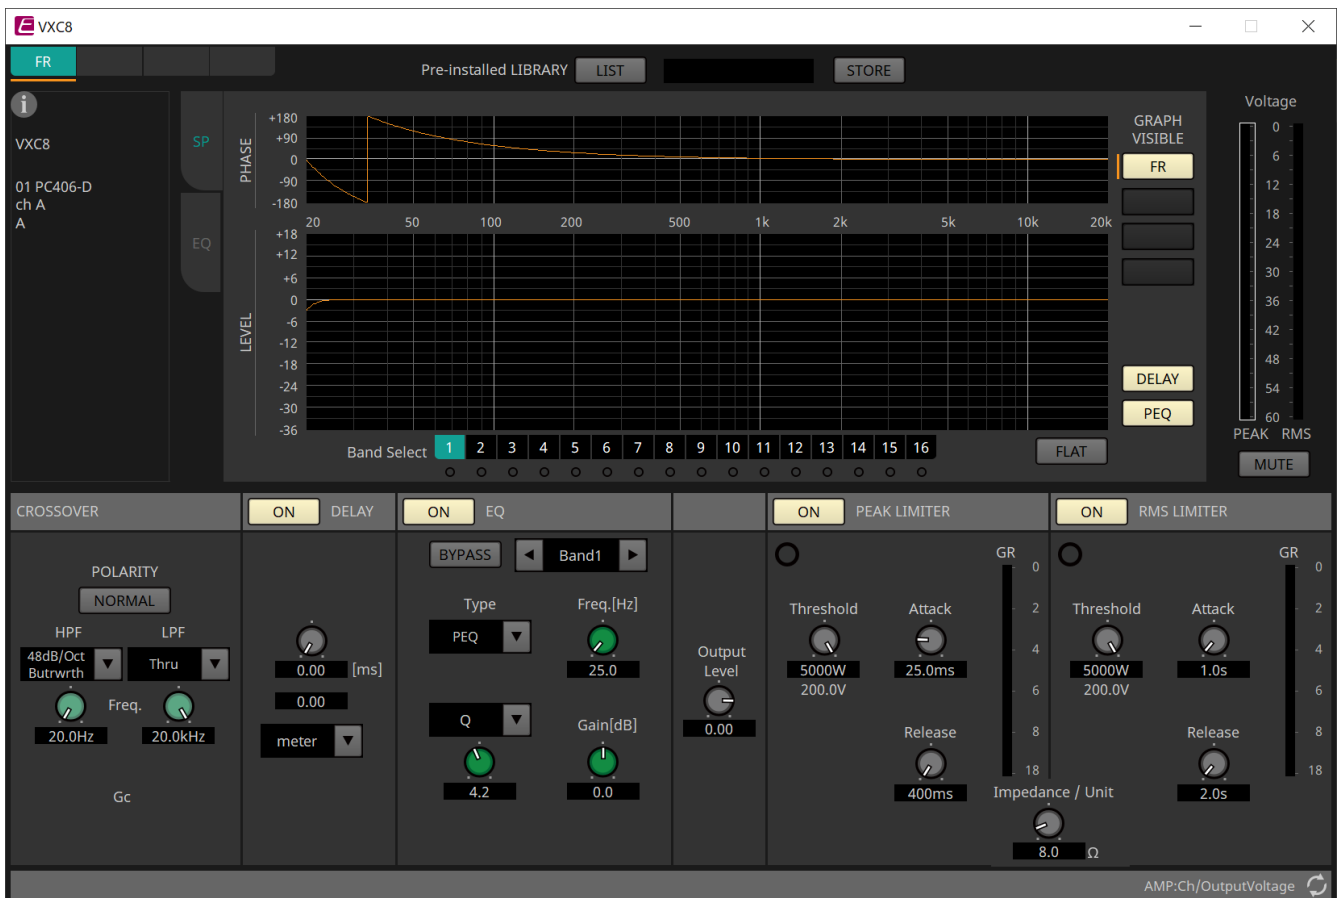 E VXC8
FR
Pre-installed LIBRARY LIST STORE
i
VXC8
01 PC406-D
ch A
A
SP
EQ
PHASE
+180
+90
0
-90
-180
20 50 100 200 500 1k 2k 5k 10k 20k
LEVEL
+18
+12
+6
0
-6
-12
-18
-24
-30
-36
Band Select 1 2 3 4 5 6 7 8 9 10 11 12 13 14 15 16
FLAT
GRAPH
VISIBLE
FR
DELAY
PEQ
Voltage
0
6
12
18
24
30
36
42
48
54
60
PEAK RMS
MUTE
CROSSOVER
POLARITY
NORMAL
HPF LPF
48dB/Oct
Butrwrth
Thru
Freq.
20.0Hz 20.0kHz
Gc
ON DELAY
0.00 [ms]
0.00
meter
ON EQ
BYPASS Band1
Type Freq.[Hz]
PEQ
25.0
Q Gain[dB]
4.2 0.0
Output
Level
0.00
ON PEAK LIMITER
GR
0
2
4
6
8
18
Threshold Attack
5000W 25.0ms
200.0V
Release
400ms
Impedance / Unit
8.0 Ω
ON RMS LIMITER
GR
0
2
4
6
8
18
Threshold Attack
5000W 1.0s
200.0V
Release
2.0s
AMP:Ch/OutputVoltage